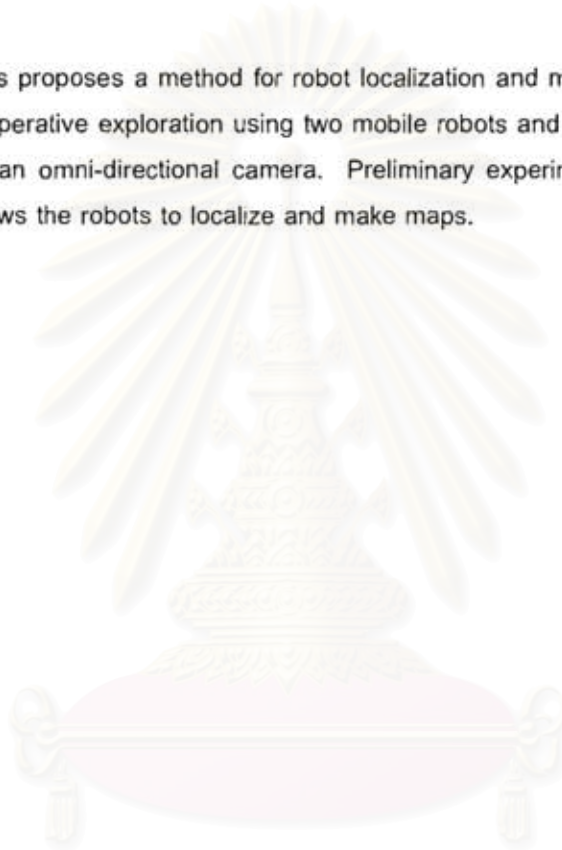 s proposes a method for robot localization and m
perative exploration using two mobile robots and
an omni-directional camera. Preliminary experi
ws the robots to localize and make maps.